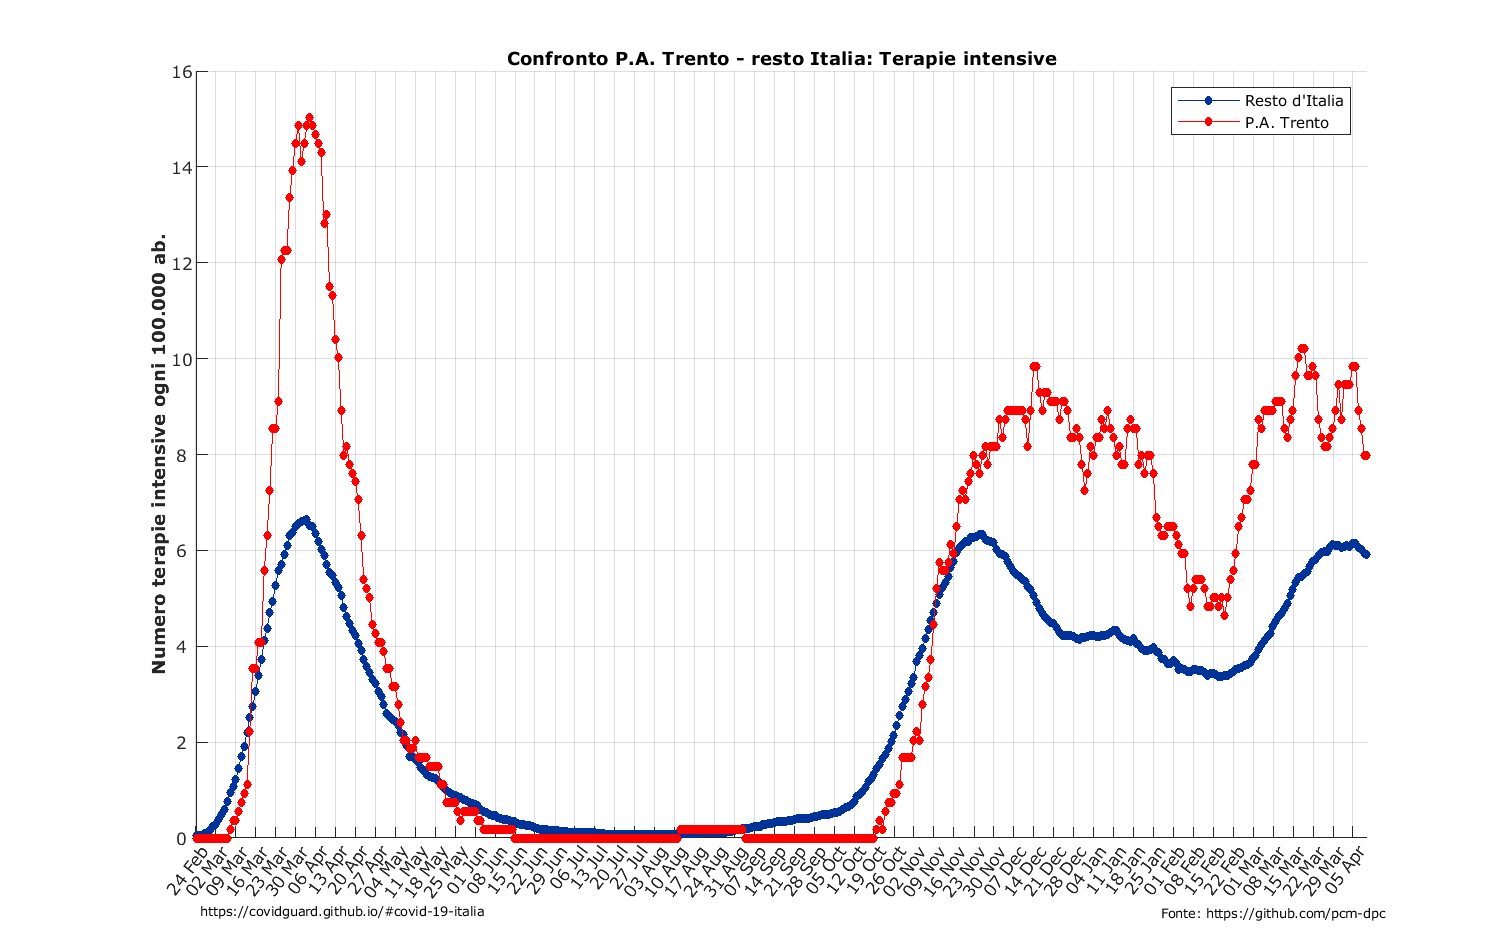 Confronto P.A. Trento - resto Italia: Terapie intensive
Resto d'Italia
P.A. Trento
Numero terapie intensive ogni 100.000 ab.
16
14
12
10
8
6
4
2
0
24 Feb
02 Mar
09 Mar
16 Mar
23 Mar
30 Mar
06 Apr
13 Apr
20 Apr
27 Apr
04 May
11 May
18 May
25 May
01 Jun
08 Jun
15 Jun
22 Jun
29 Jun
06 Jul
13 Jul
20 Jul
27 Jul
03 Aug
10 Aug
17 Aug
24 Aug
31 Aug
07 Sep
14 Sep
21 Sep
28 Sep
05 Oct
12 Oct
19 Oct
26 Oct
02 Nov
09 Nov
16 Nov
23 Nov
30 Nov
07 Dec
14 Dec
21 Dec
28 Dec
04 Jan
11 Jan
18 Jan
25 Jan
01 Feb
08 Feb
15 Feb
22 Feb
01 Mar
08 Mar
15 Mar
22 Mar
29 Mar
05 Apr
https://covidguard.github.io/#covid-19-italia
Fonte: https://github.com/pcm-dpc